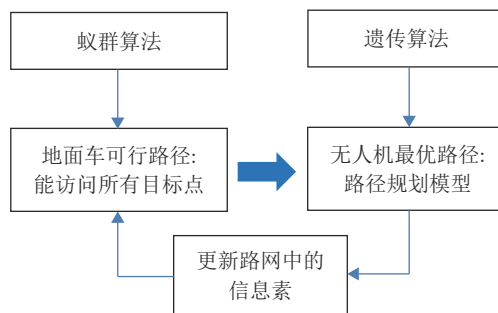 蚁群算法
遗传算法
地面车可行路径:
能访问所有目标点
无人机最优路径:
路径规划模型
更新路网中的
信息素